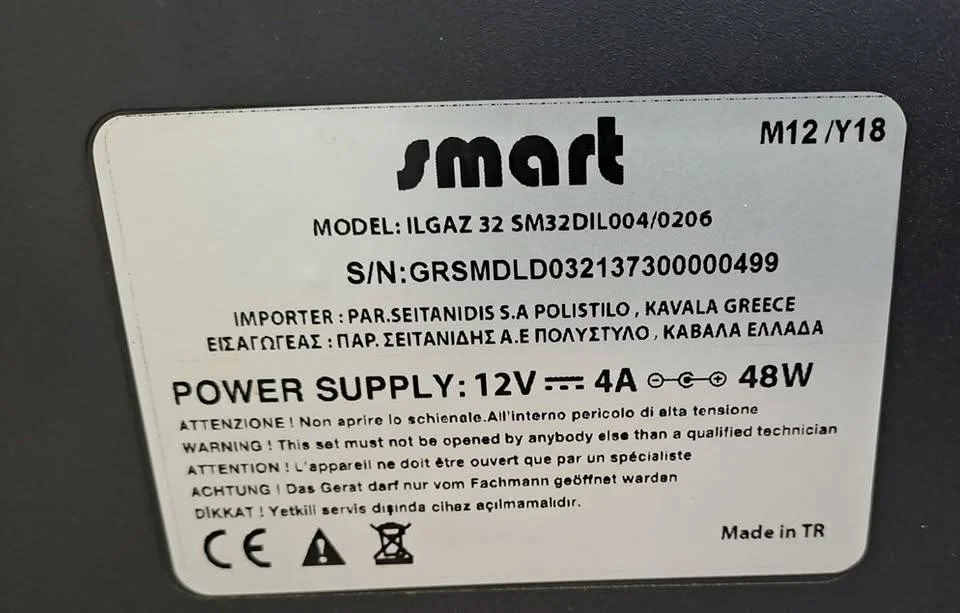 smart
M12 /Y18
MODEL: ILGAZ 32 SM32DIL004/0206
S/N:GRSMDLD032137300000499
IMPORTER : PAR.SEITANIDIS S.A POLISTILO , KAVALA GREECE
ΕΙΣΑΓΩΓΕΑΣ : ΠΑΡ. ΣΕΙΤΑΝΙΔΗΣ Α.Ε ΠΟΛΥΣΤΥΛΟ , ΚΑΒΑΛΑ ΕΛΛΑΔΑ
POWER SUPPLY: 12V 4A 48W
ATTENZIONE ! Non aprire lo schienale.All'interno pericolo di alta tensione
WARNING ! This set must not be opened by anybody else than a qualified technician
ATTENTION ! L'appareil ne doit être ouvert que par un spécialiste
ACHTUNG ! Das Gerat darf nur vom Fachmann geöffnet warden
DİKKAT ! Yetkili servis dışında cihaz açılmamalıdır.
CE
Made in TR